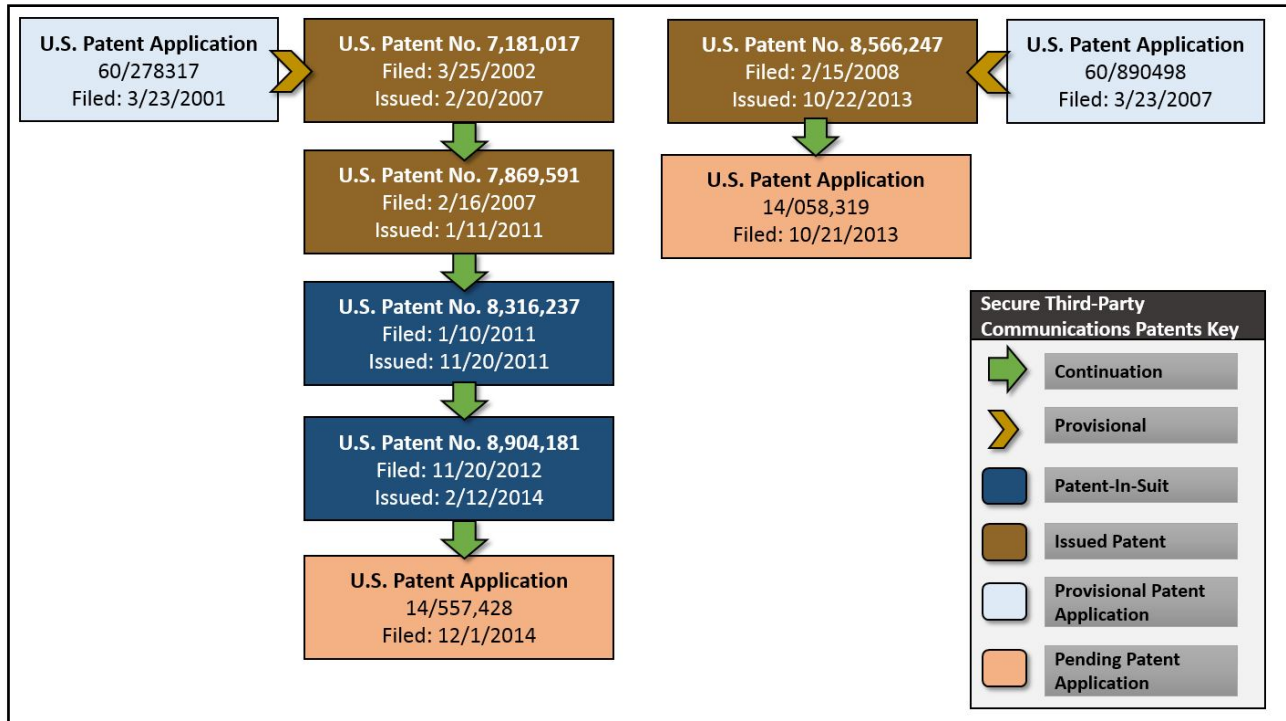 U.S. Patent Application
60/278317
Filed: 3/23/2001
U.S. Patent No. 7,181,017
Filed: 3/25/2002
Issued: 2/20/2007
U.S. Patent No. 8,566,247
Filed: 2/15/2008
Issued: 10/22/2013
U.S. Patent Application
60/890498
Filed: 3/23/2007
U.S. Patent No. 7,869,591
Filed: 2/16/2007
Issued: 1/11/2011
U.S. Patent Application
14/058,319
Filed: 10/21/2013
U.S. Patent No. 8,316,237
Filed: 1/10/2011
Issued: 11/20/2011
U.S. Patent No. 8,904,181
Filed: 11/20/2012
Issued: 2/12/2014
U.S. Patent Application
14/557,428
Filed: 12/1/2014
Secure Third-Party
Communications Patents Key
Continuation
Provisional
Patent-In-Suit
Issued Patent
Provisional Patent
Application
Pending Patent
Application